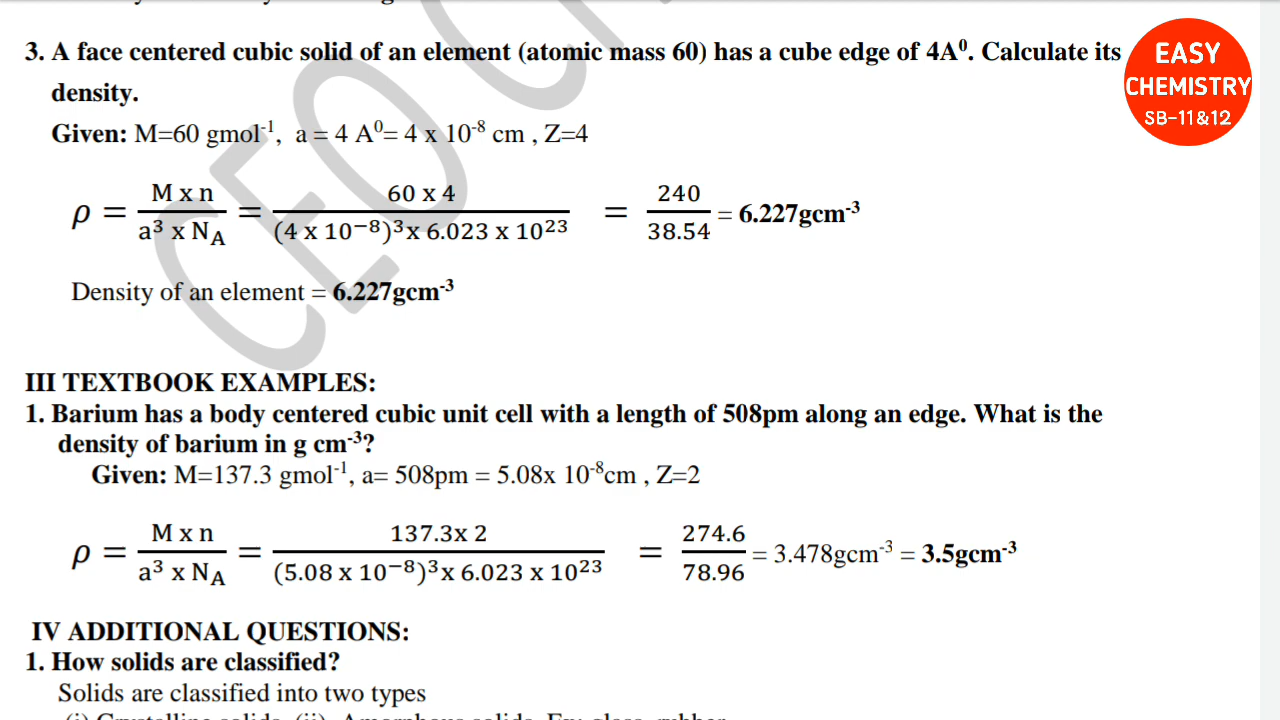 3. A face centered cubic solid of an element (atomic mass 60) has a cube edge of 4A⁰. Calculate its
density.
Given: M=60 gmol⁻¹, a = 4 A⁰= 4 x 10⁻⁸ cm , Z=4
ρ = (M x n)/(a³ x N_A) = (60 x 4)/((4 x 10⁻⁸)³x 6.023 x 10²³) = 240/38.54 = 6.227gcm⁻³
Density of an element = 6.227gcm⁻³
III TEXTBOOK EXAMPLES:
1. Barium has a body centered cubic unit cell with a length of 508pm along an edge. What is the
density of barium in g cm⁻³?
Given: M=137.3 gmol⁻¹, a= 508pm = 5.08x 10⁻⁸cm , Z=2
ρ = (M x n)/(a³ x N_A) = (137.3x 2)/((5.08 x 10⁻⁸)³x 6.023 x 10²³) = 274.6/78.96 = 3.478gcm⁻³ = 3.5gcm⁻³
IV ADDITIONAL QUESTIONS:
1. How solids are classified?
Solids are classified into two types
EASY
CHEMISTRY
SB-11&12
CEO